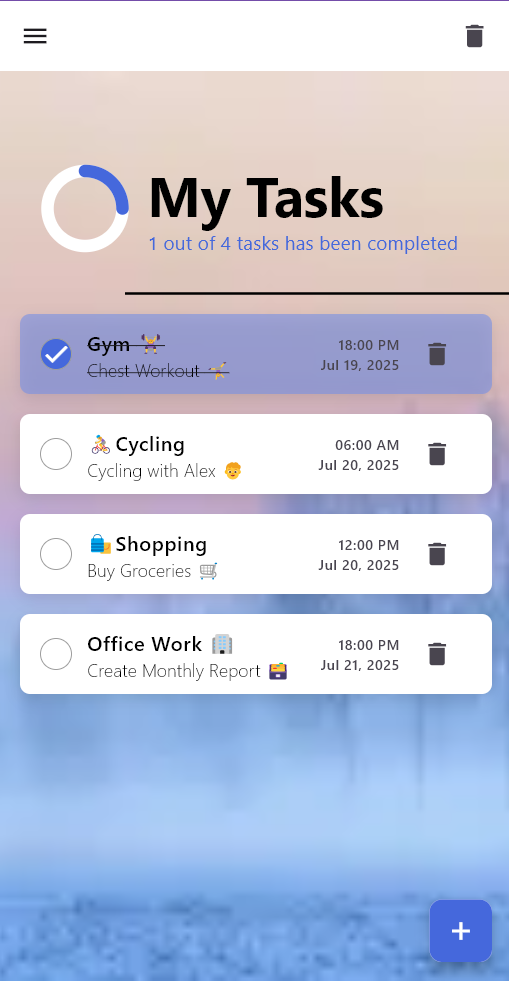 My Tasks
1 out of 4 tasks has been completed
Gym 🏋️
Chest Workout 🤸
18:00 PM
Jul 19, 2025
🚴 Cycling
Cycling with Alex 👦
06:00 AM
Jul 20, 2025
🛍️ Shopping
Buy Groceries 🛒
12:00 PM
Jul 20, 2025
Office Work 🏢
Create Monthly Report 🗃️
18:00 PM
Jul 21, 2025